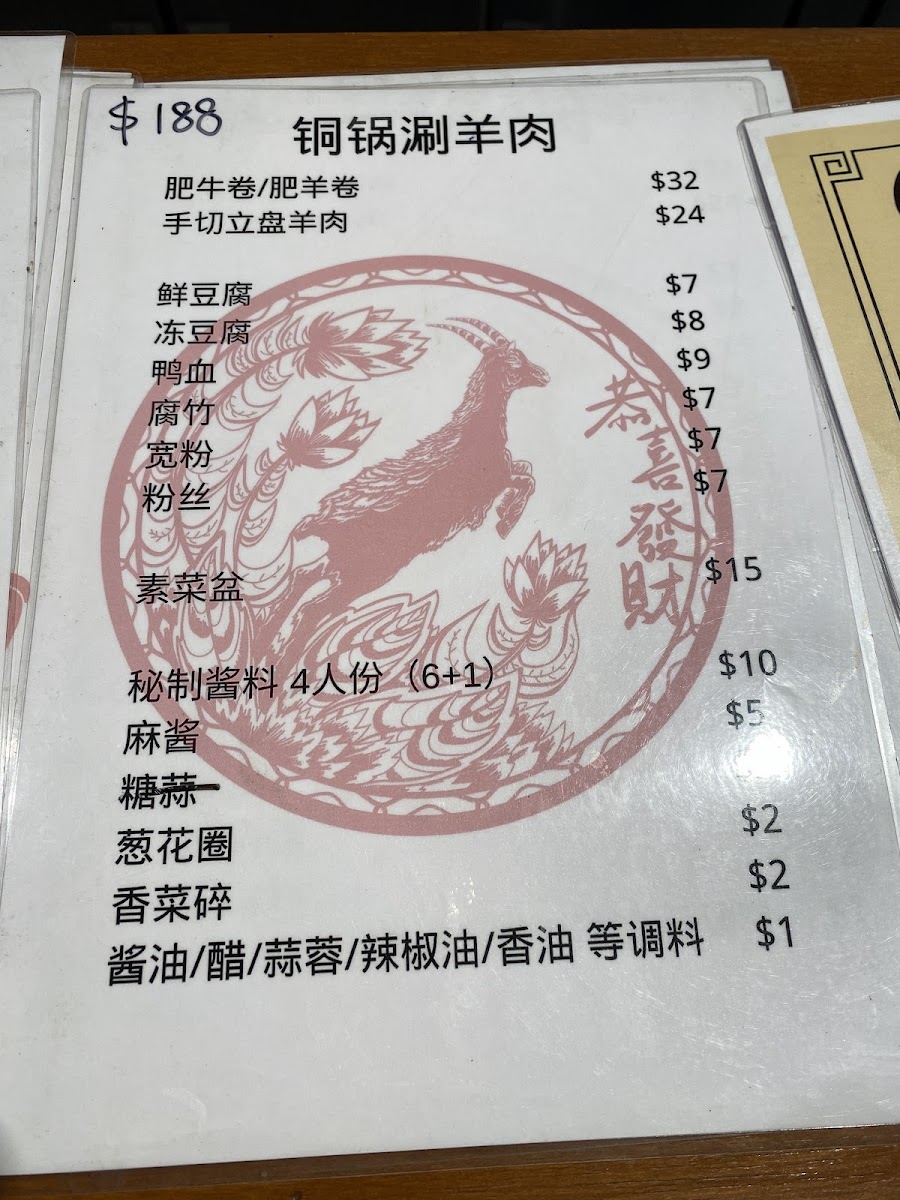 $188
铜锅涮羊肉
肥牛卷/肥羊卷 $32
手切立盘羊肉 $24
鲜豆腐 $7
冻豆腐 $8
鸭血 $9
腐竹 $7
宽粉 $7
粉丝 $7
素菜盆 $15
秘制酱料 4人份（6+1） $10
麻酱 $5
糖蒜
葱花圈 $2
香菜碎 $2
酱油/醋/蒜蓉/辣椒油/香油 等调料 $1
恭喜發財